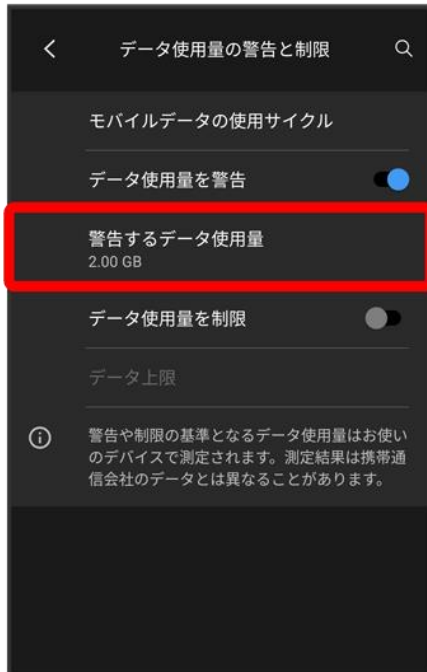 データ使用量の警告と制限
モバイルデータの使用サイクル
データ使用量を警告
警告するデータ使用量
2.00 GB
データ使用量を制限
データ上限
警告や制限の基準となるデータ使用量はお使い
のデバイスで測定されます。測定結果は携帯通
信会社のデータとは異なることがあります。